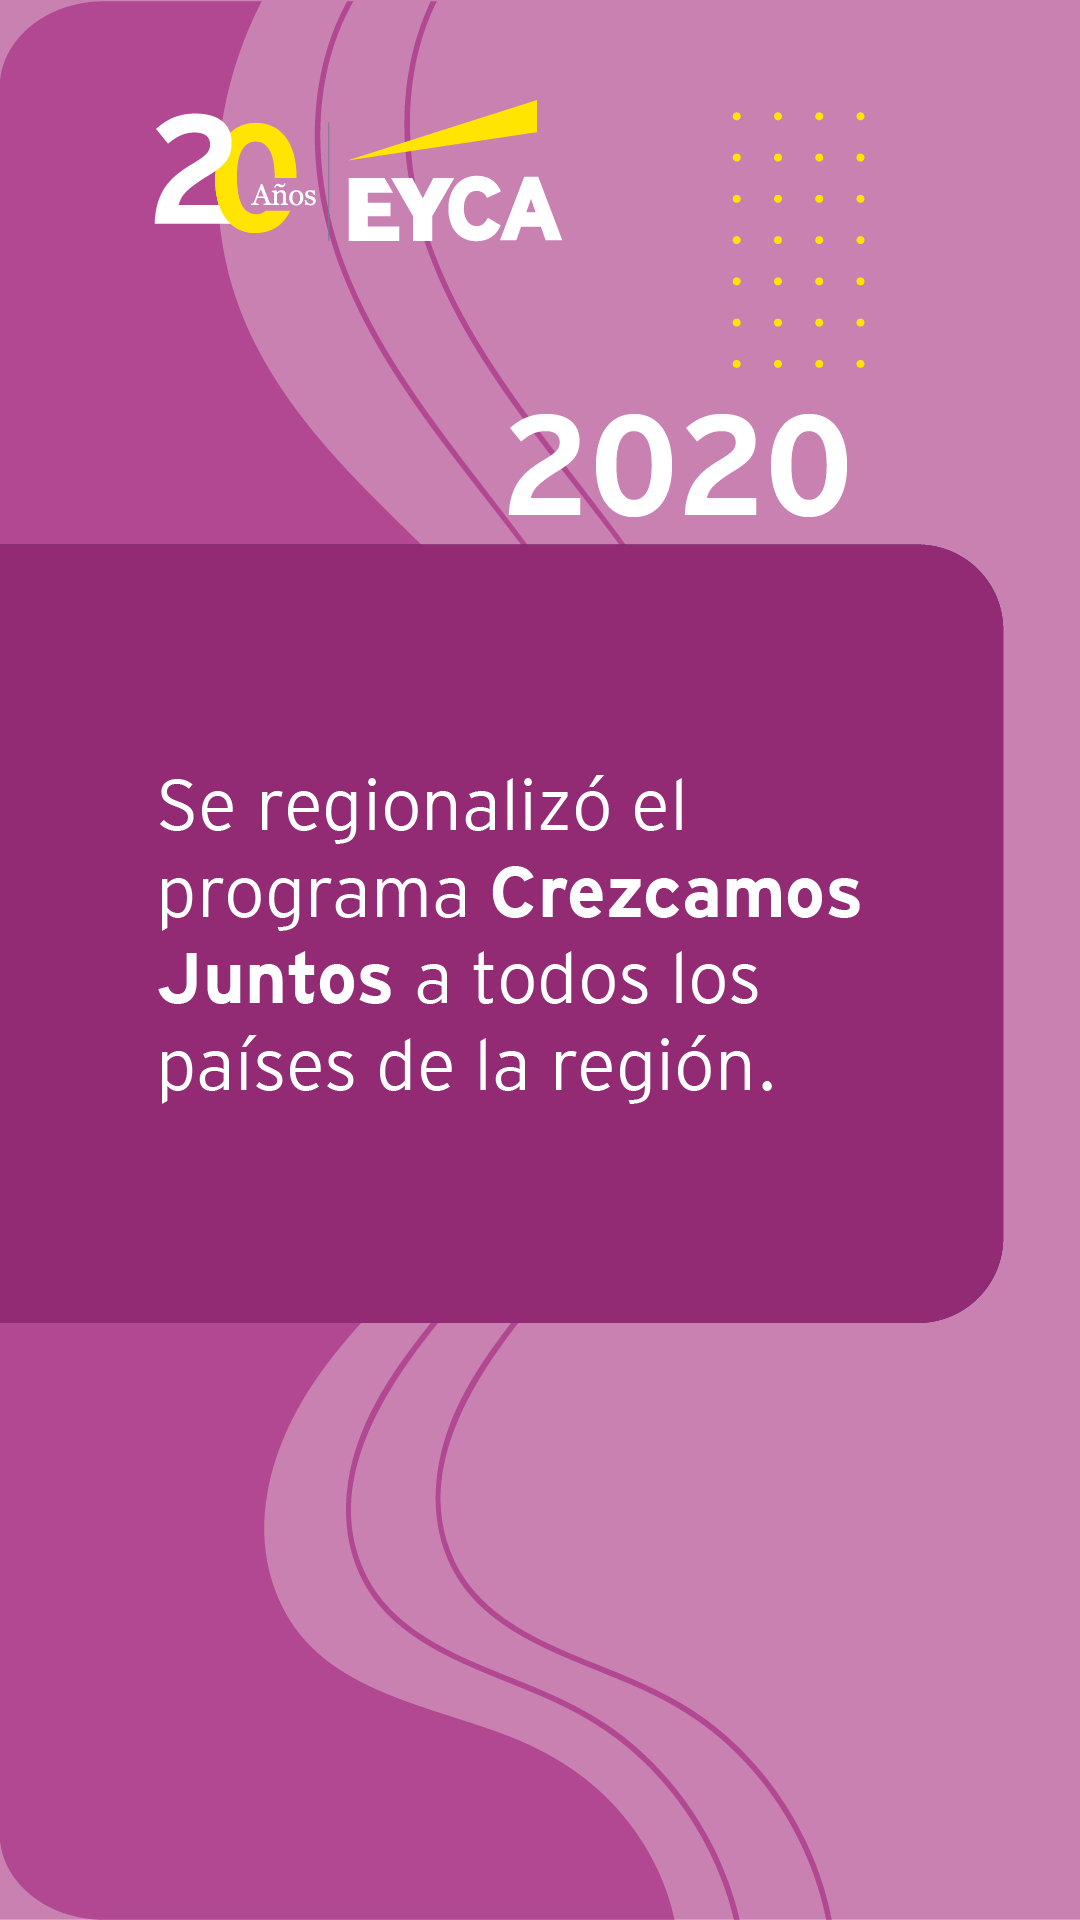 20 Años
EYCA
2020
Se regionalizó el
programa Crezcamos
Juntos a todos los
países de la región.